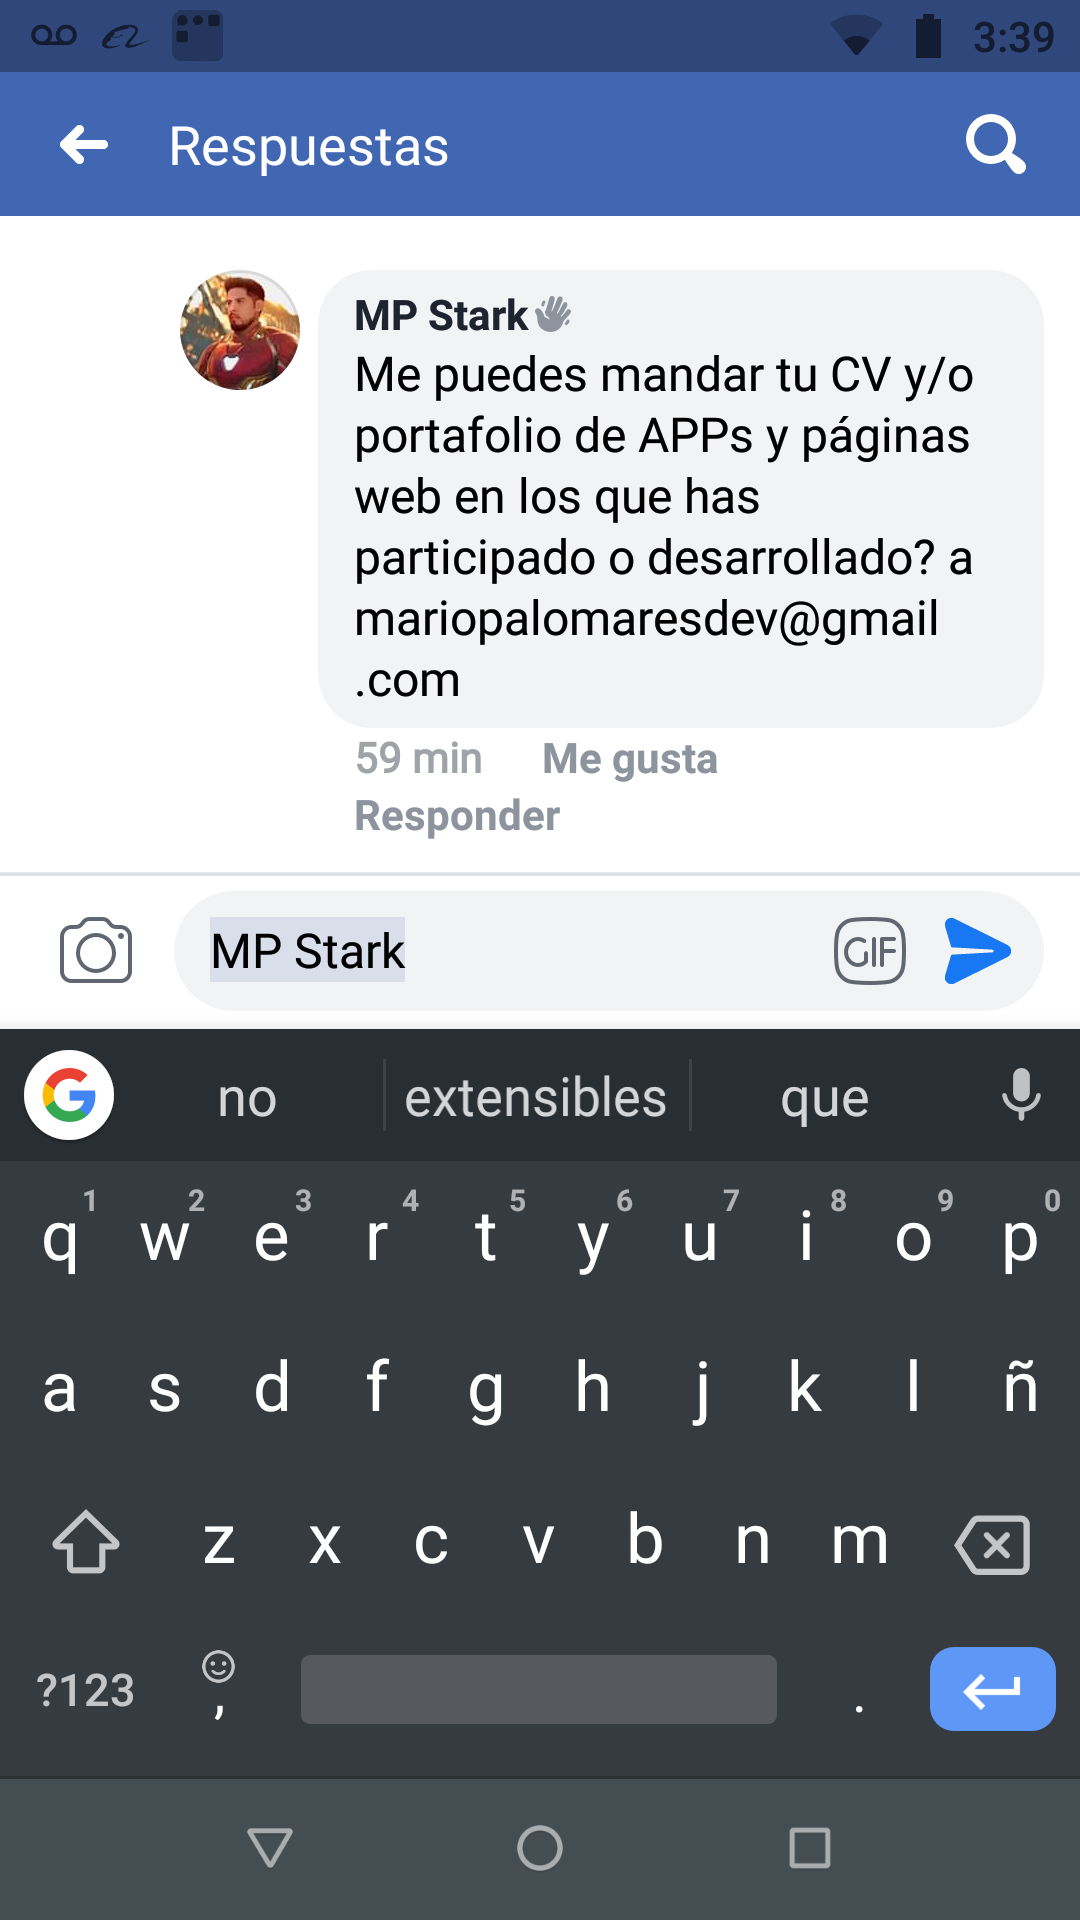 3:39
Respuestas
MP Stark
Me puedes mandar tu CV y/o
portafolio de APPs y páginas
web en los que has
participado o desarrollado? a
mariopalomaresdev@gmail
.com
59 min Me gusta
Responder
MP Stark GIF
G no extensibles que
1 2 3 4 5 6 7 8 9 0
q w e r t y u i o p
a s d f g h j k l ñ
z x c v b n m
?123 , .